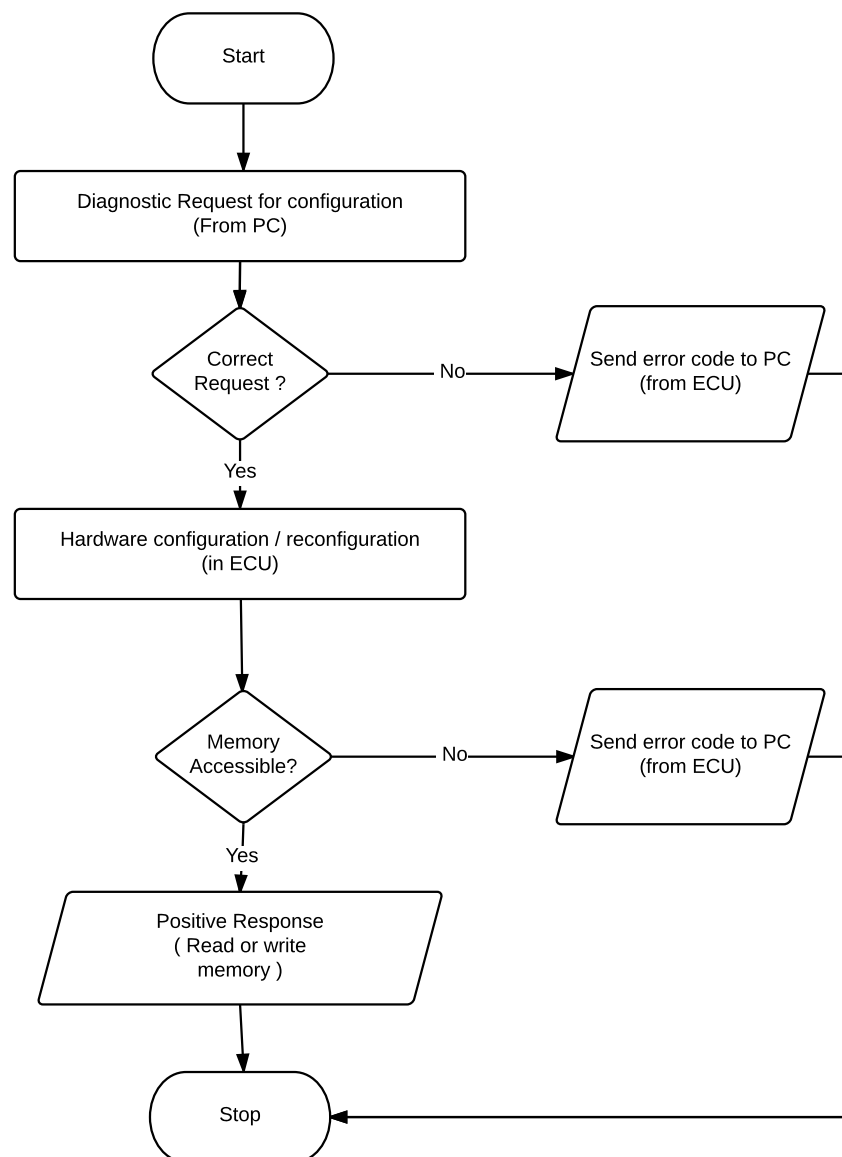 Start
Diagnostic Request for configuration
(From PC)
Correct
Request ?
No
Send error code to PC
(from ECU)
Yes
Hardware configuration / reconfiguration
(in ECU)
Memory
Accessible?
No
Send error code to PC
(from ECU)
Yes
Positive Response
( Read or write
memory )
Stop